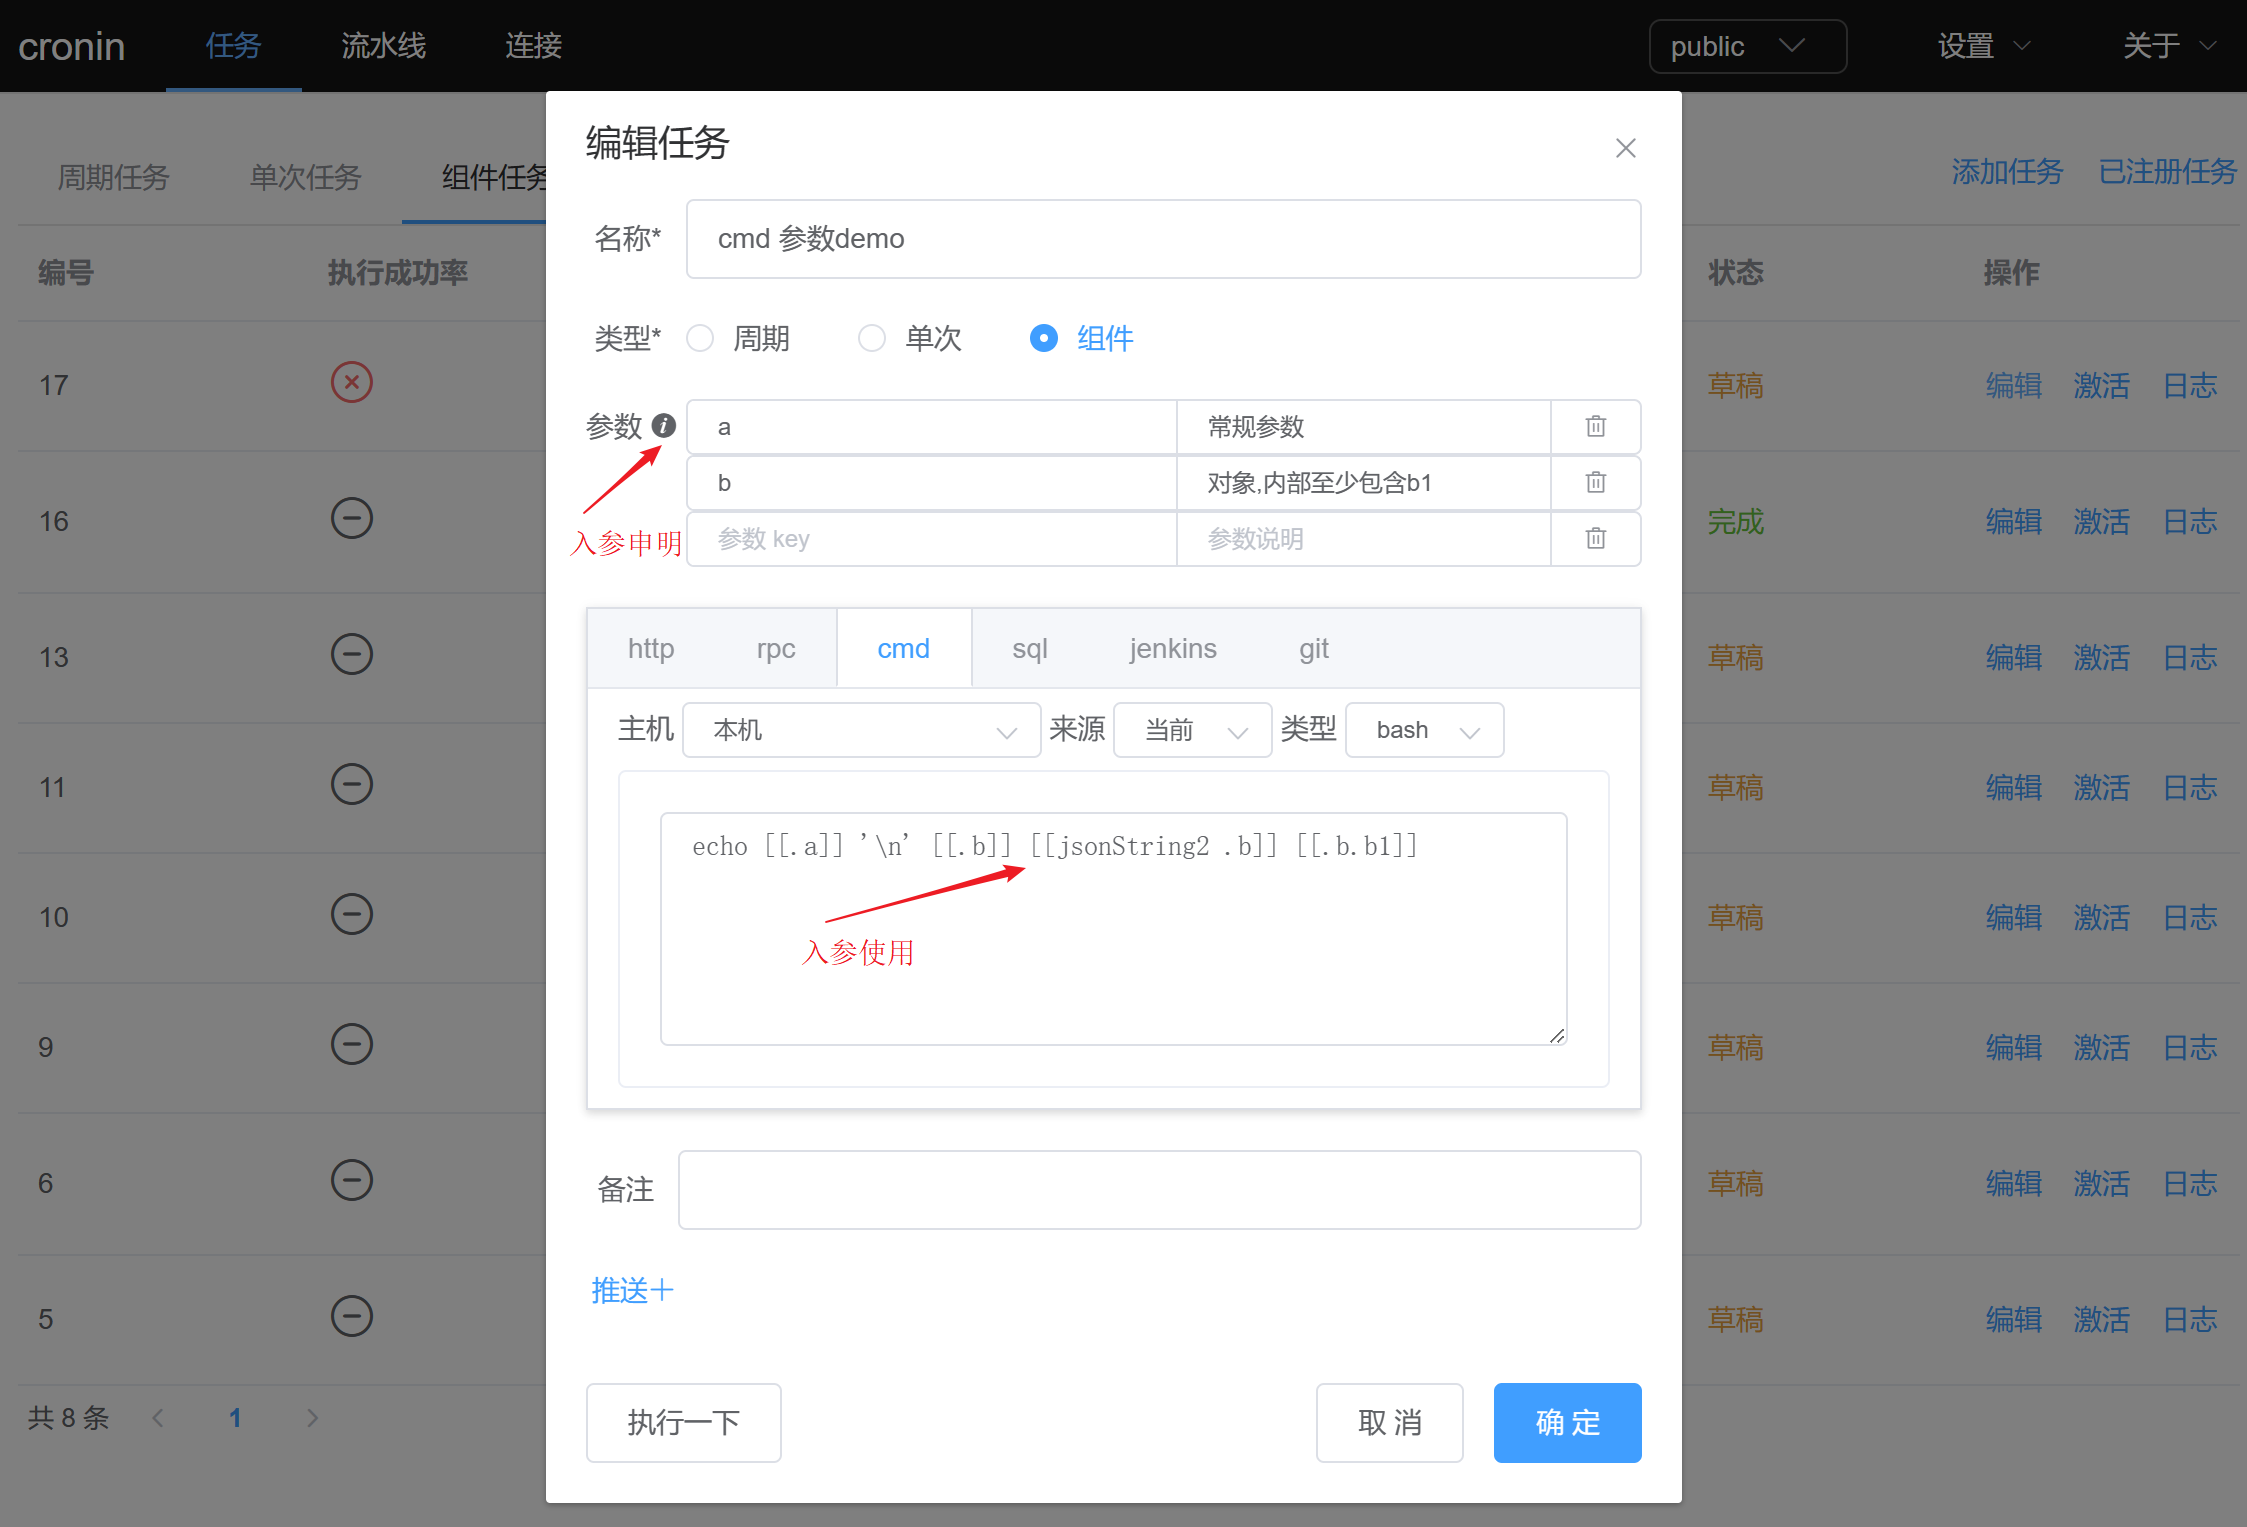 cronin 任务 流水线 连接 public 设置 关于
周期任务 单次任务 组件任务 添加任务 已注册任务
编号 执行成功率 状态 操作
17 草稿 编辑 激活 日志
16 完成 编辑 激活 日志
13 草稿 编辑 激活 日志
11 草稿 编辑 激活 日志
10 草稿 编辑 激活 日志
9 草稿 编辑 激活 日志
6 草稿 编辑 激活 日志
5 草稿 编辑 激活 日志
共 8 条 1
编辑任务
名称* cmd 参数demo
类型* 周期 单次 组件
参数 a 常规参数
b 对象,内部至少包含b1
入参申明 参数 key 参数说明
http rpc cmd sql jenkins git
主机 本机 来源 当前 类型 bash
echo [[.a]] '\n' [[.b]] [[jsonString2 .b]] [[.b.b1]]
入参使用
备注
推送+
执行一下 取 消 确 定